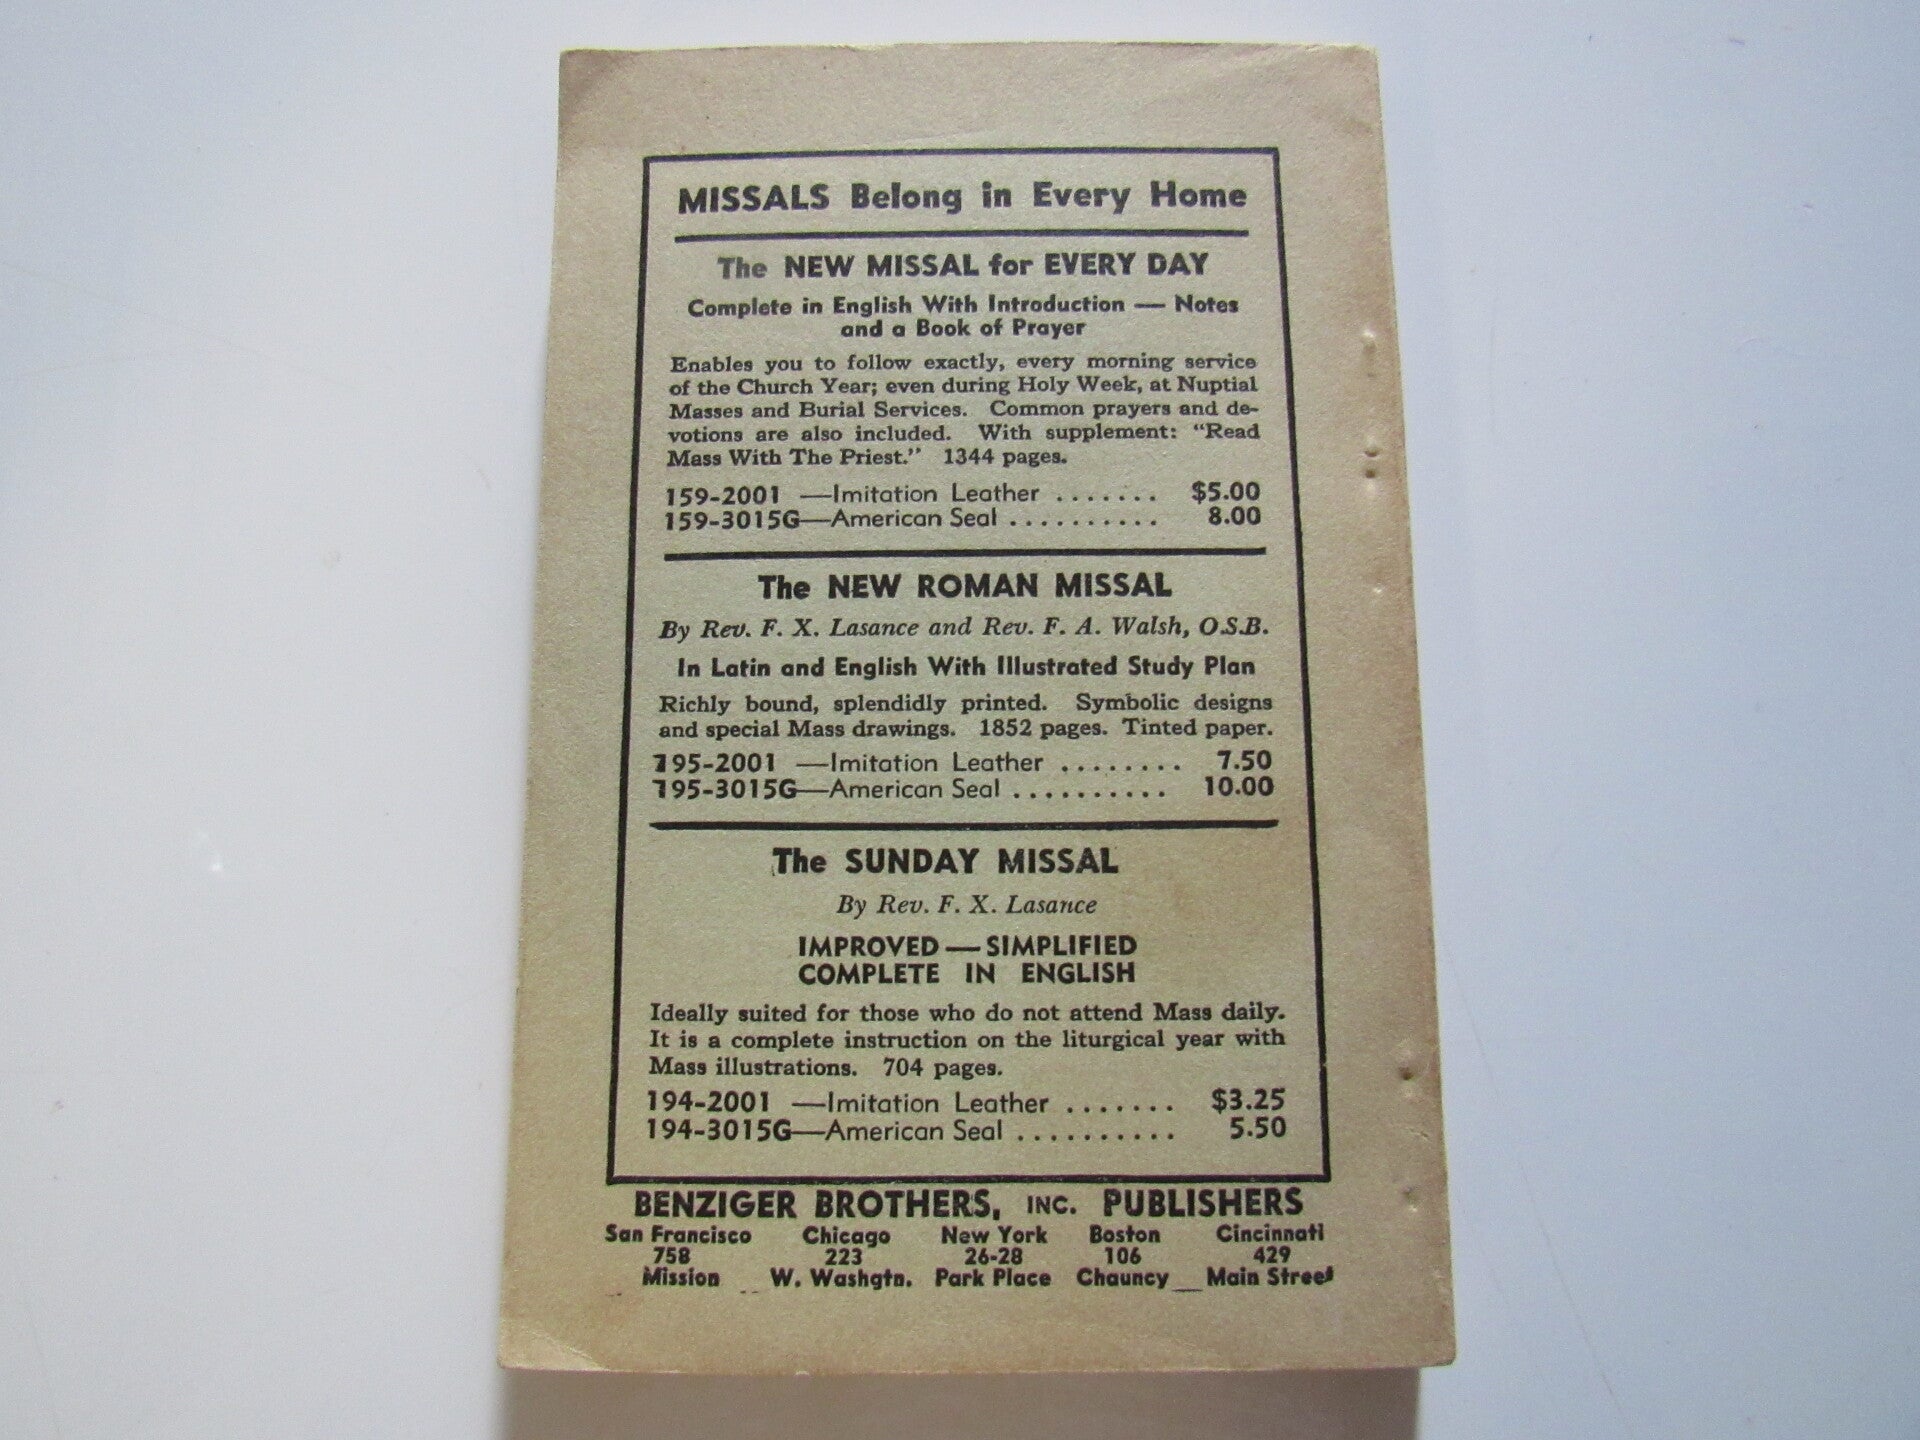 MISSALS Belong in Every Home
The NEW MISSAL for EVERY DAY
Complete in English With Introduction — Notes
and a Book of Prayer
Enables you to follow exactly, every morning service
of the Church Year; even during Holy Week, at Nuptial
Masses and Burial Services. Common prayers and de-
votions are also included. With supplement: "Read
Mass With The Priest." 1344 pages.
159-2001 —Imitation Leather ....... $5.00
159-3015G—American Seal .......... 8.00
The NEW ROMAN MISSAL
By Rev. F. X. Lasance and Rev. F. A. Walsh, O.S.B.
In Latin and English With Illustrated Study Plan
Richly bound, splendidly printed. Symbolic designs
and special Mass drawings. 1852 pages. Tinted paper.
195-2001 —Imitation Leather ........ 7.50
195-3015G—American Seal .......... 10.00
The SUNDAY MISSAL
By Rev. F. X. Lasance
IMPROVED — SIMPLIFIED
COMPLETE IN ENGLISH
Ideally suited for those who do not attend Mass daily.
It is a complete instruction on the liturgical year with
Mass illustrations. 704 pages.
194-2001 —Imitation Leather ....... $3.25
194-3015G—American Seal .......... 5.50
BENZIGER BROTHERS, INC. PUBLISHERS
San Francisco Chicago New York Boston Cincinnati
758 223 26-28 106 429
Mission W. Washgtn. Park Place Chauncy Main Street